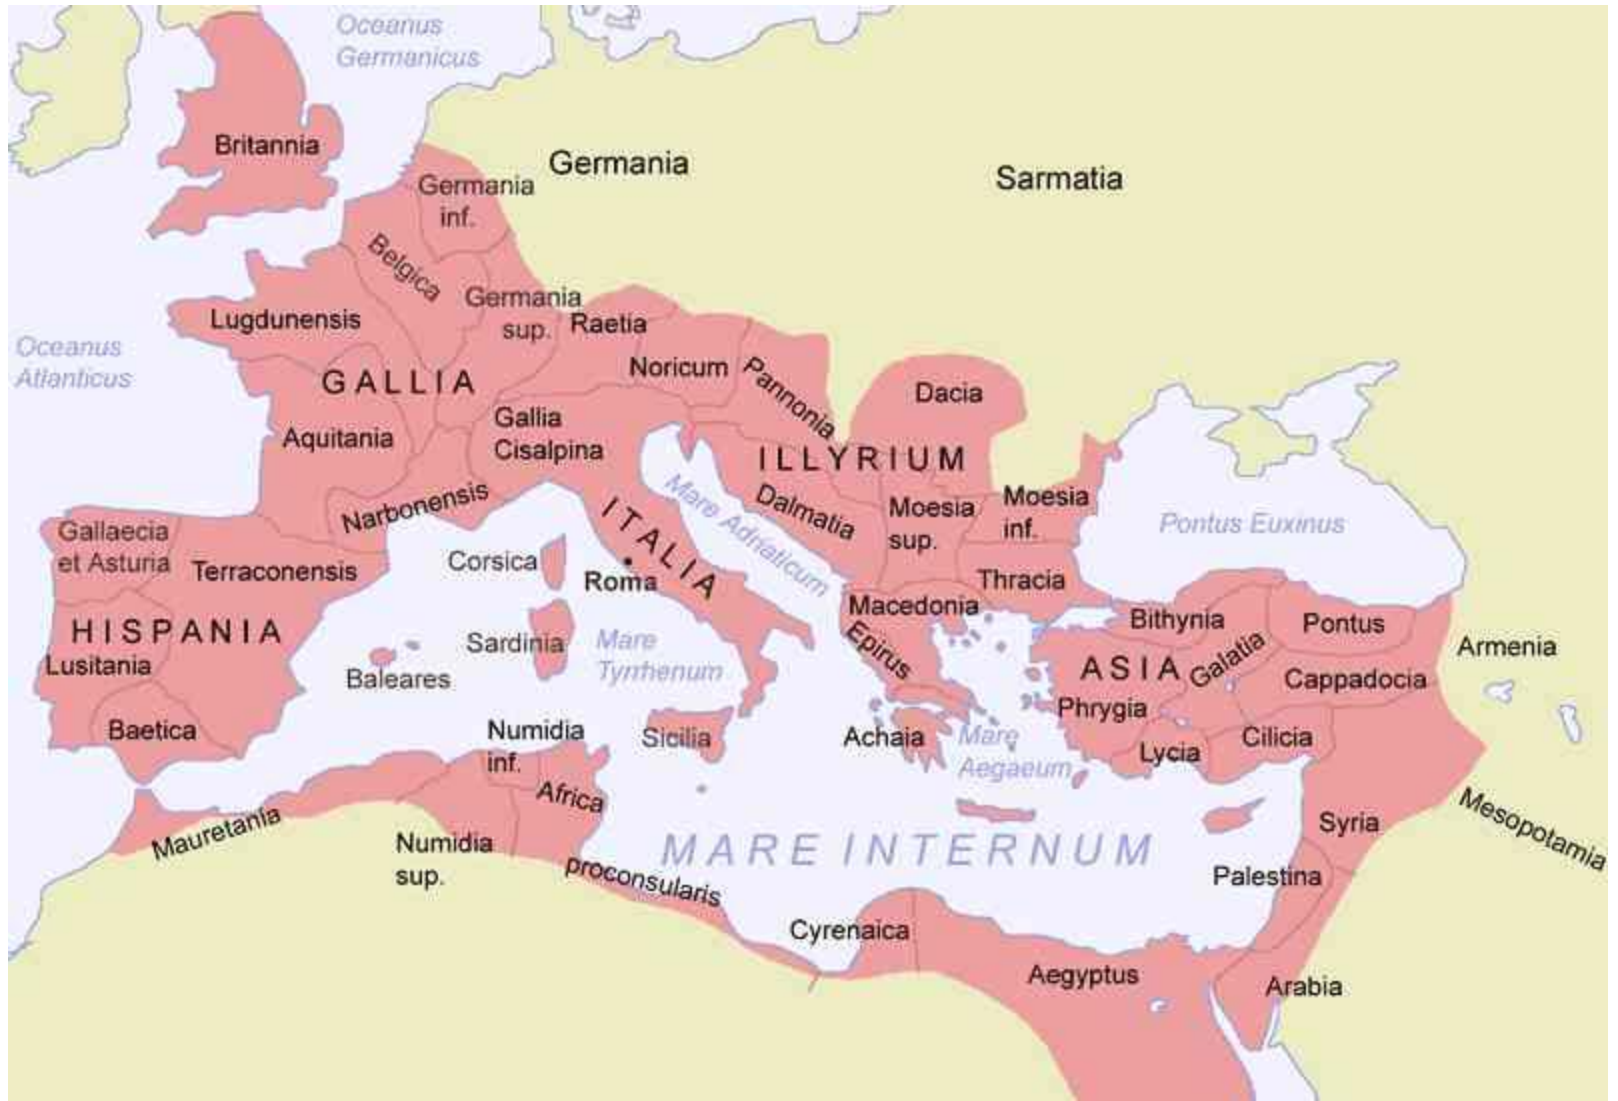 Oceanus
Germanicus
Britannia
Germania
Sarmatia
Germania
inf.
Belgica
Germania
sup.
Raetia
Lugdunensis
Oceanus
Atlanticus
Noricum
Pannonia
GALLIA
Dacia
Gallia
Cisalpina
Aquitania
ILLYRIUM
Narbonensis
Mare Adriaticum
Dalmatia
Moesia
sup.
Moesia
inf.
Pontus Euxinus
Gallaecia
et Asturia
Terraconensis
Corsica
ITALIA
Roma
Thracia
Macedonia
Bithynia
Pontus
HISPANIA
Lusitania
Sardinia
Mare
Tyrrhenum
Baleares
Epirus
ASIA
Galatia
Armenia
Cappadocia
Phrygia
Baetica
Numidia
inf.
Sicilia
Achaia
Mare
Aegaeum
Lycia
Cilicia
Africa
Mauretania
Numidia
sup.
MARE INTERNUM
Syria
Mesopotamia
proconsularis
Palestina
Cyrenaica
Aegyptus
Arabia